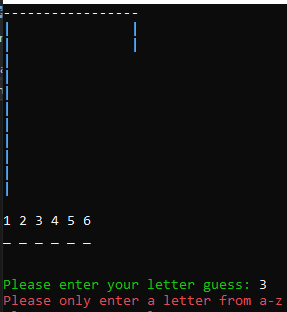 1 2 3 4 5 6
_ _ _ _ _ _
Please enter your letter guess: 3
Please only enter a letter from a-z